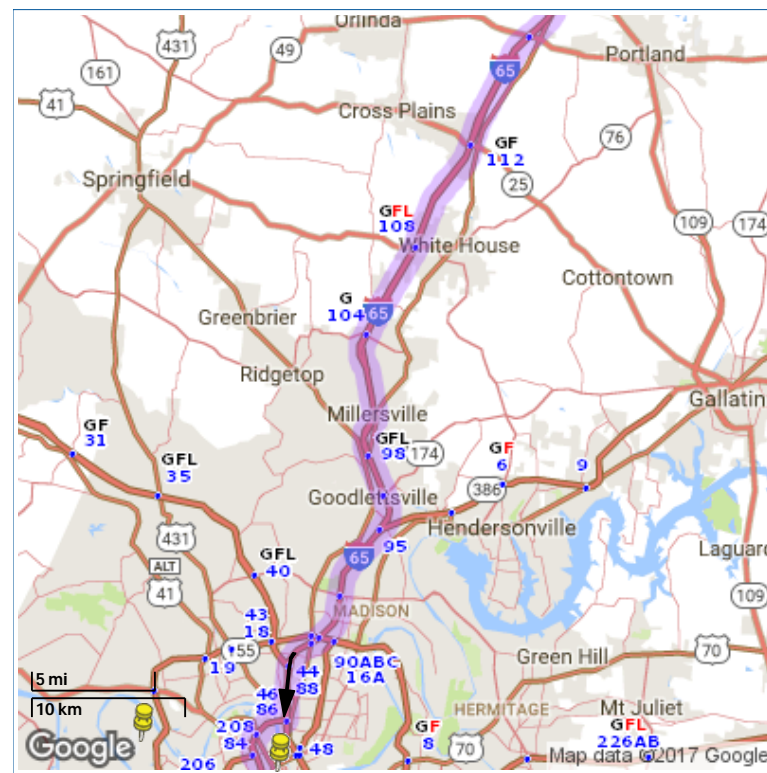 Orlinda
431
49
Portland
65
161
41
Cross Plains
GF
112
76
Springfield
25
GFL
108
109
174
White House
Cottontown
G
104
65
Greenbrier
Ridgetop
Gallatin
Millersville
GF
31
GFL
98
174
GF
6
9
GFL
35
386
Goodlettsville
Hendersonville
431
95
Laguard
ALT
GFL
40
65
41
109
MADISON
43
18
55
90ABC
16A
19
70
Green Hill
44
88
5 mi
46
86
10 km
HERMITAGE
Mt Juliet
GFL
226AB
208
84
GF
8
70
48
206
Google
Map data ©2017 Google